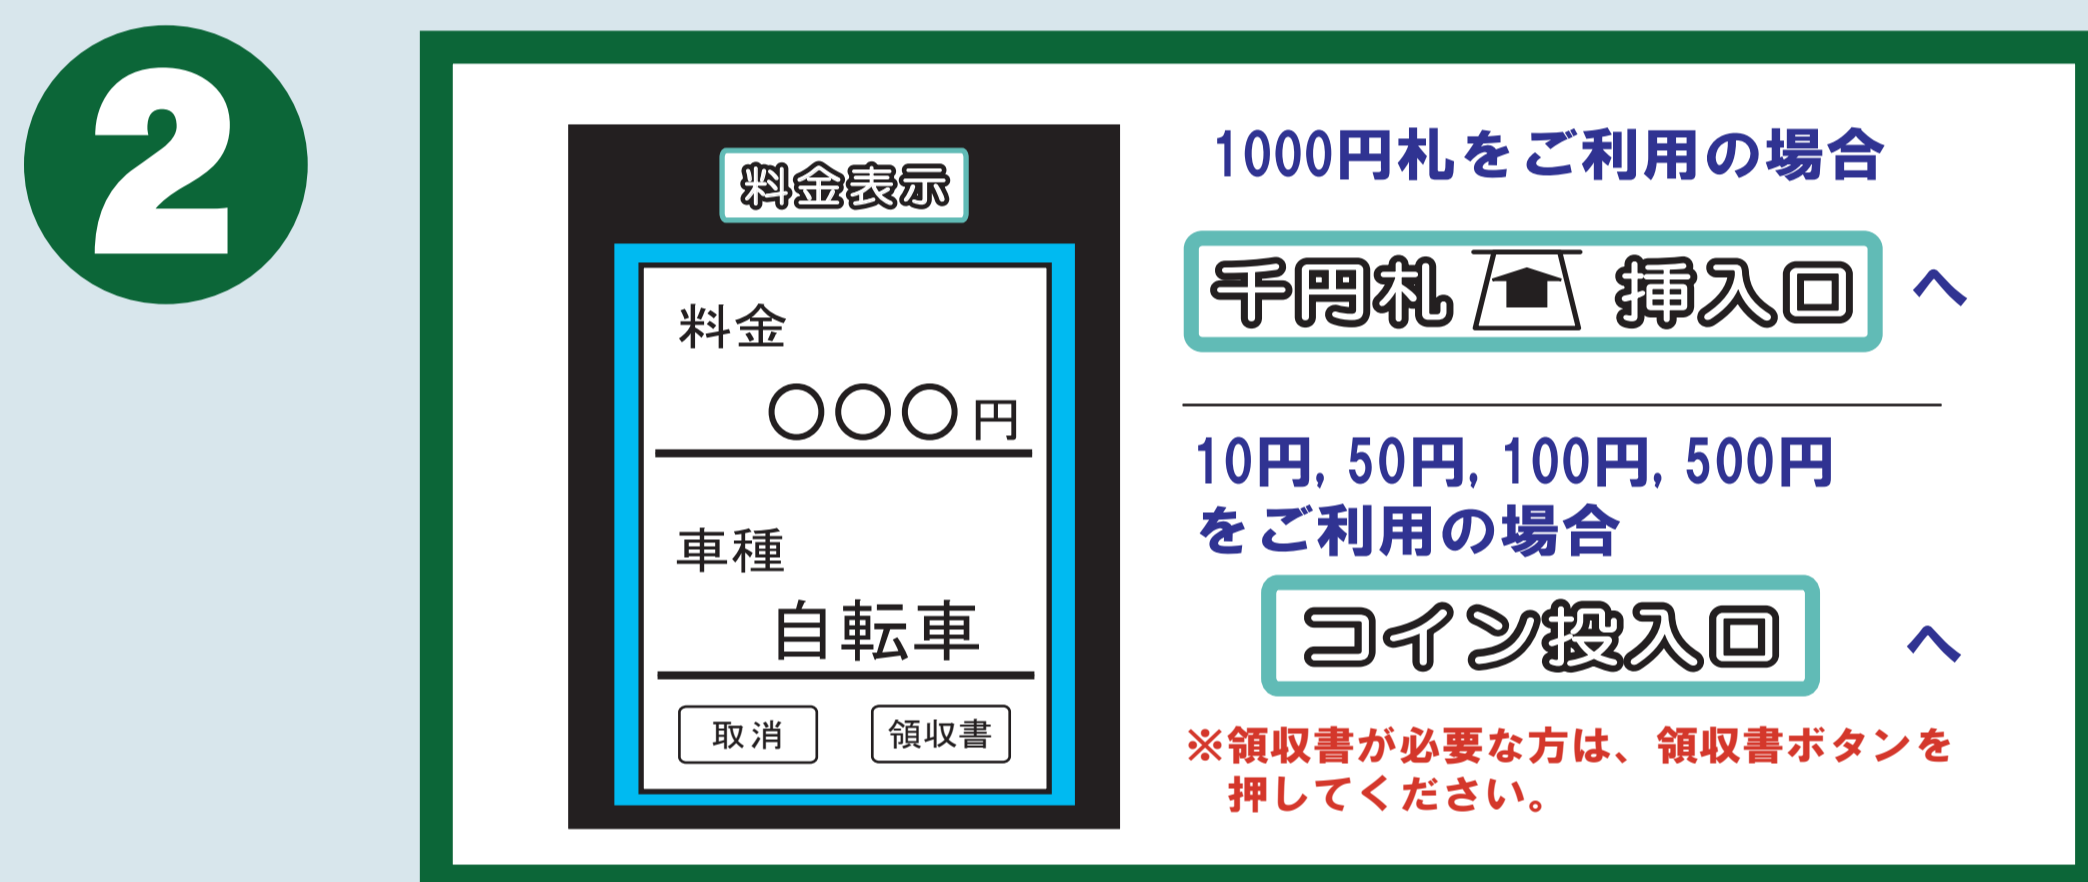 2
料金表示
料金
○○○円
車種
自転車
取消
領収書
1000円札をご利用の場合
千円札 挿入口 へ
10円, 50円, 100円, 500円
をご利用の場合
コイン投入口 へ
※領収書が必要な方は、領収書ボタンを
押してください。